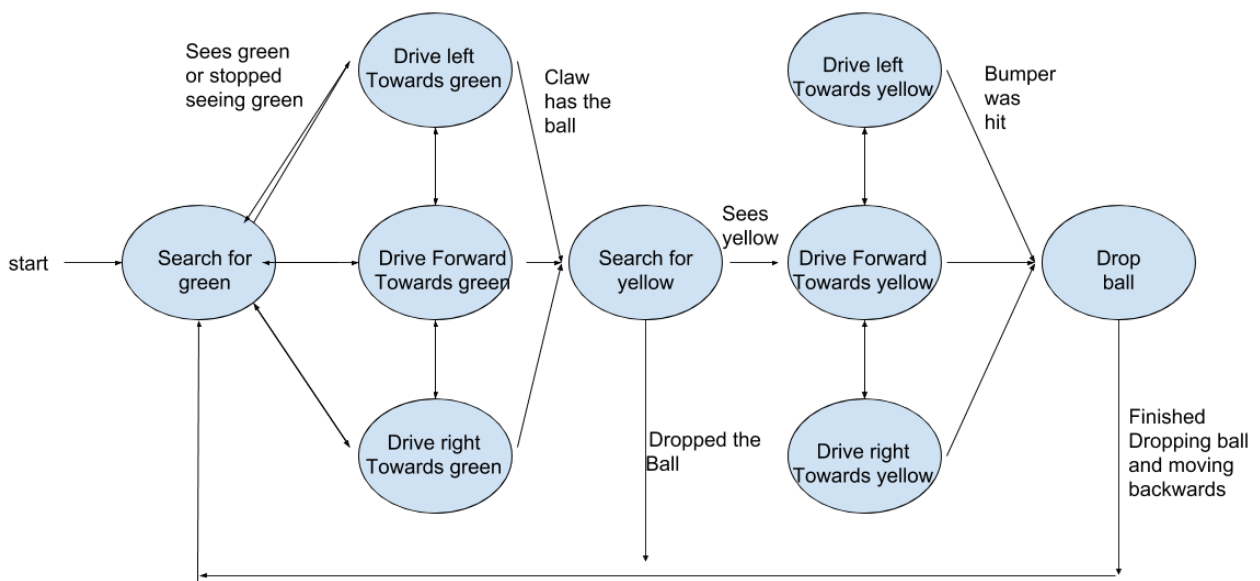 Sees green
or stopped
seeing green
Drive left
Towards green
Claw
has the
ball
Drive left
Towards yellow
Bumper
was
hit
start
Search for
green
Drive Forward
Towards green
Search for
yellow
Sees
yellow
Drive Forward
Towards yellow
Drop
ball
Drive right
Towards green
Dropped the
Ball
Drive right
Towards yellow
Finished
Dropping ball
and moving
backwards